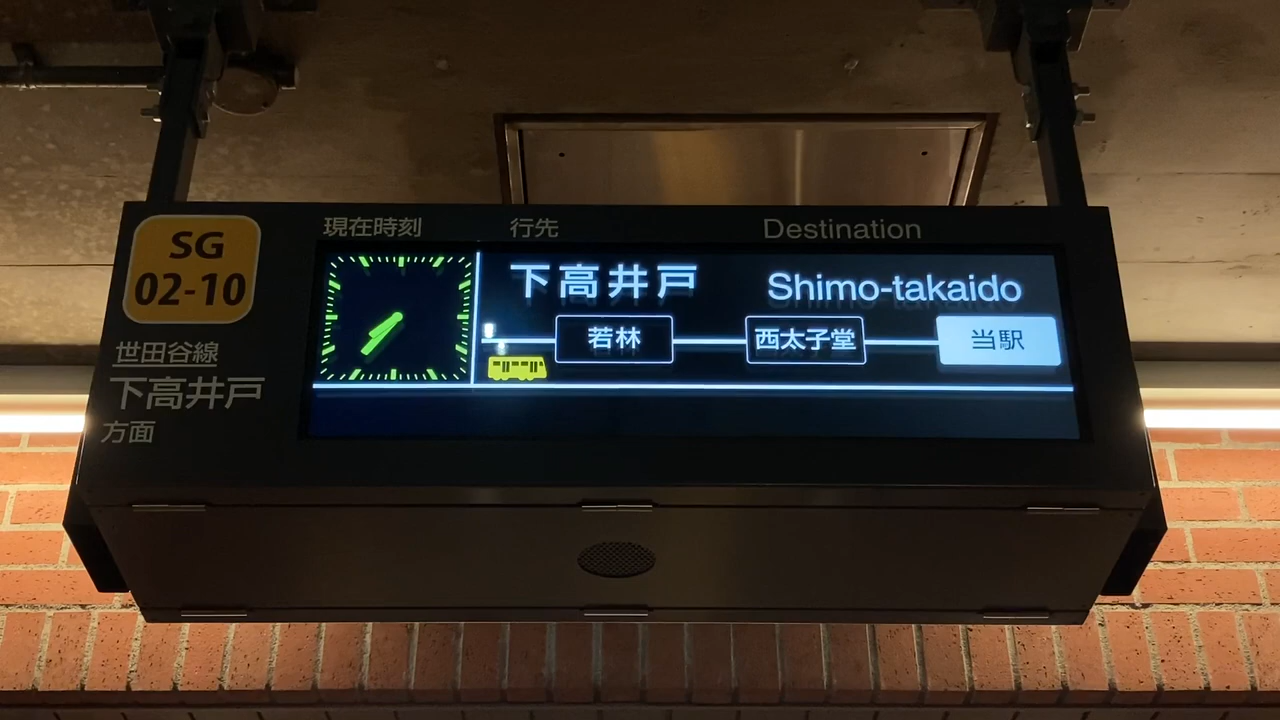 SG
02-10
世田谷線
下高井戸
方面
現在時刻 行先 Destination
下高井戸 Shimo-takaido
若林 西太子堂 当駅